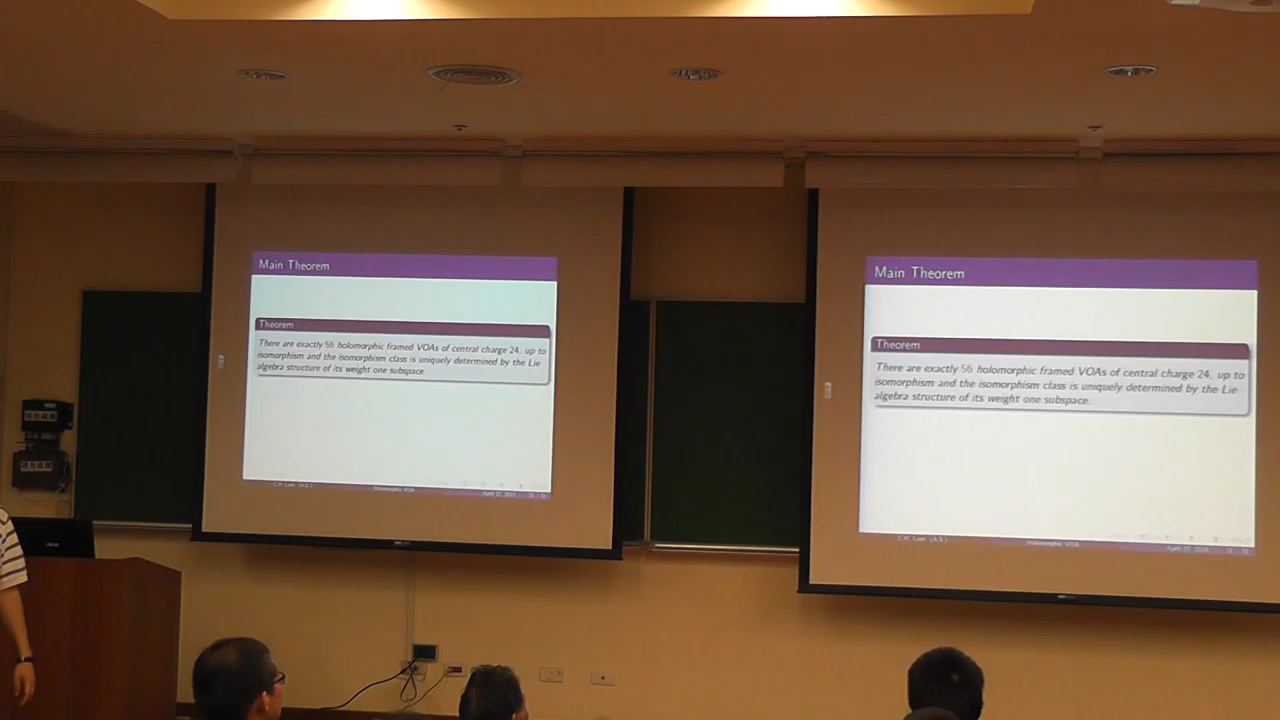 Main Theorem
Theorem
There are exactly 56 holomorphic framed VOAs of central charge 24, up to
isomorphism and the isomorphism class is uniquely determined by the Lie
algebra structure of its weight one subspace.
C.H. Lam (A.S.) Holomorphic VOA
Main Theorem
Theorem
There are exactly 56 holomorphic framed VOAs of central charge 24, up to
isomorphism and the isomorphism class is uniquely determined by the Lie
algebra structure of its weight one subspace.
C.H. Lam (A.S.) Holomorphic VOA